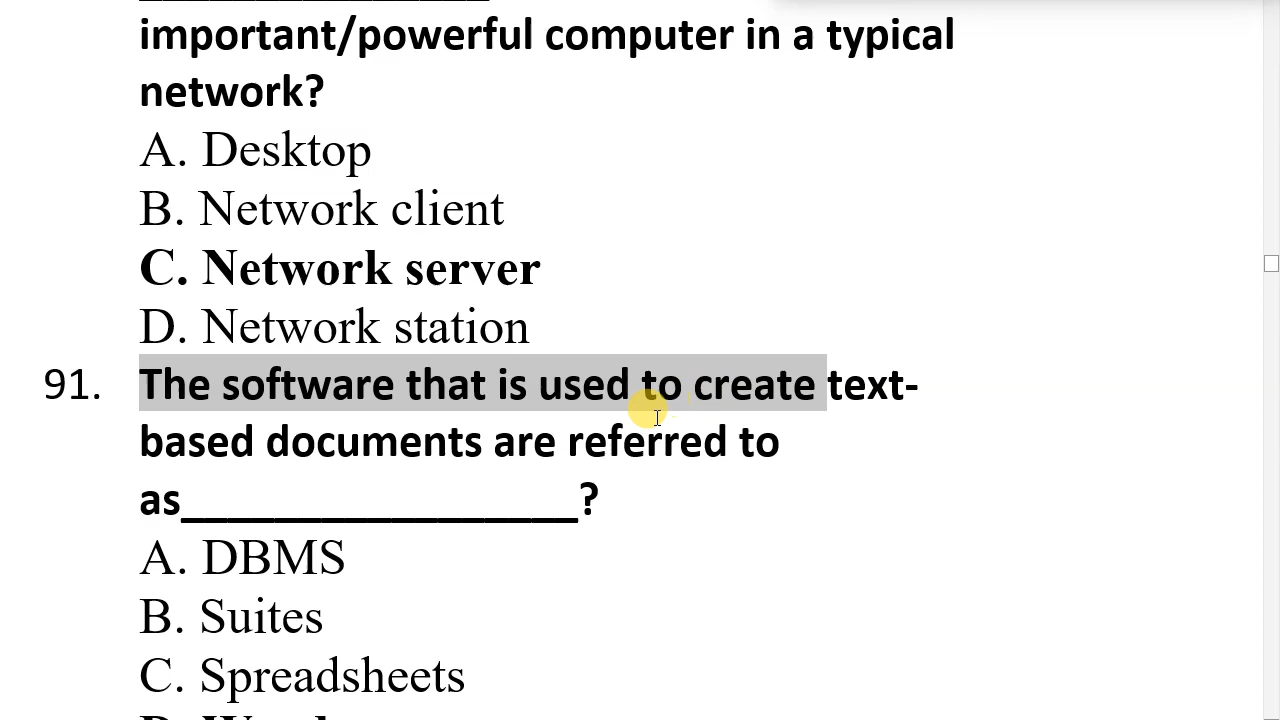 important/powerful computer in a typical
network?
A. Desktop
B. Network client
C. Network server
D. Network station
91. The software that is used to create text-
based documents are referred to
as_________________?
A. DBMS
B. Suites
C. Spreadsheets